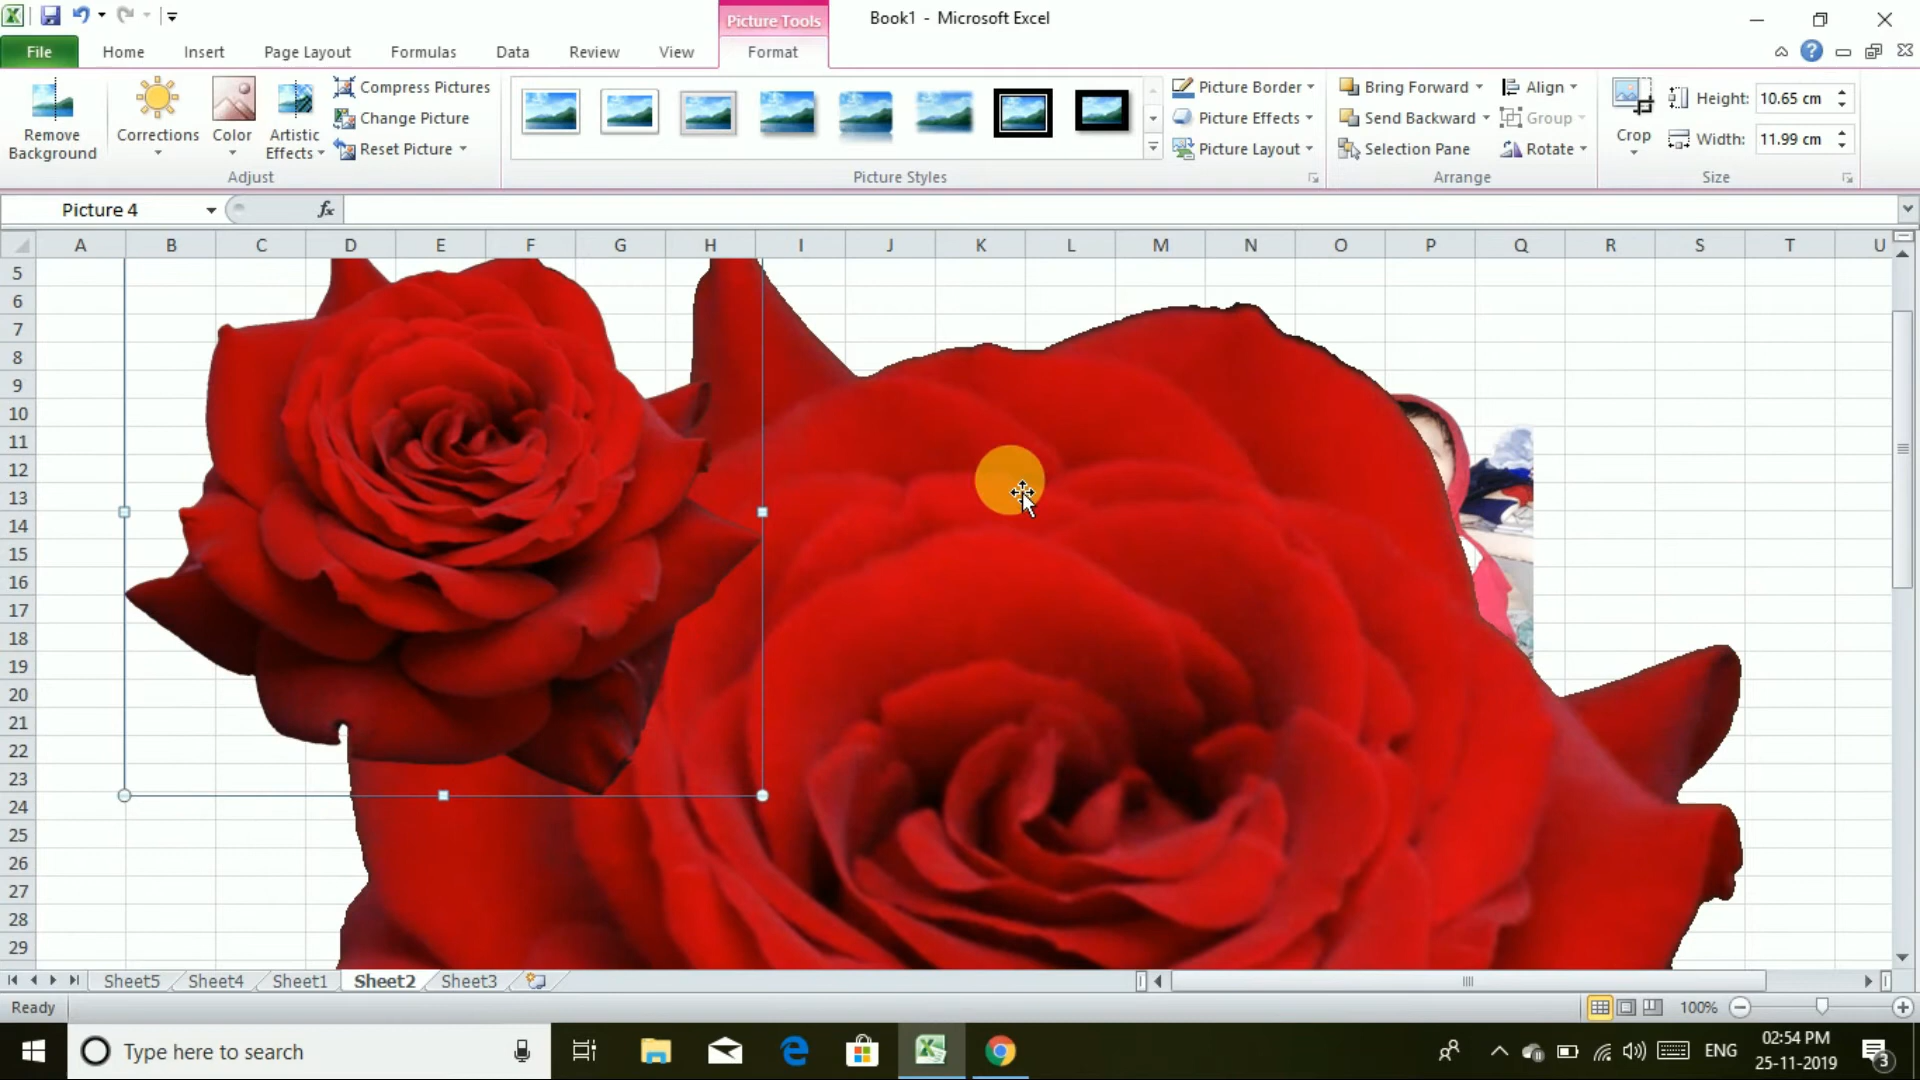 Picture Tools
Book1 - Microsoft Excel
File Home Insert Page Layout Formulas Data Review View Format
Remove Background
Corrections
Color
Artistic Effects
Compress Pictures
Change Picture
Reset Picture
Adjust
Picture Styles
Picture Border
Picture Effects
Picture Layout
Bring Forward
Send Backward
Selection Pane
Align
Group
Rotate
Arrange
Crop
Height: 10.65 cm
Width: 11.99 cm
Size
Picture 4
fx
A B C D E F G H I J K L M N O P Q R S T U
5
6
7
8
9
10
11
12
13
14
15
16
17
18
19
20
21
22
23
24
25
26
27
28
29
Sheet5 Sheet4 Sheet1 Sheet2 Sheet3
Ready
100%
Type here to search
ENG
02:54 PM
25-11-2019
3